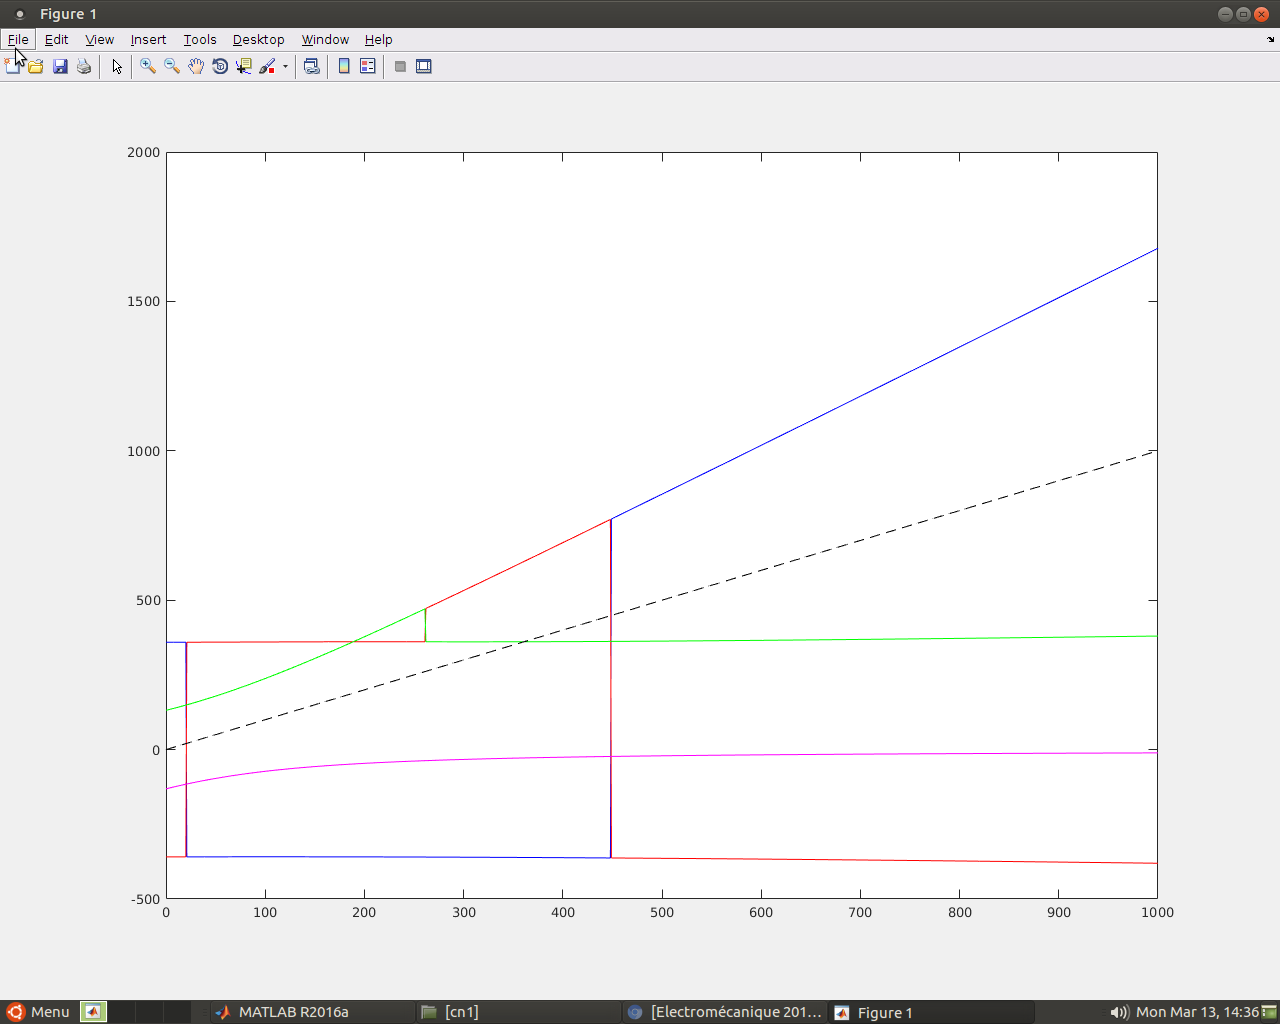 Figure 1
File Edit View Insert Tools Desktop Window Help
2000
1500
1000
500
0
-500
0 100 200 300 400 500 600 700 800 900 1000
Menu MATLAB R2016a [cn1] [Electromécanique 201... Figure 1 Mon Mar 13, 14:36